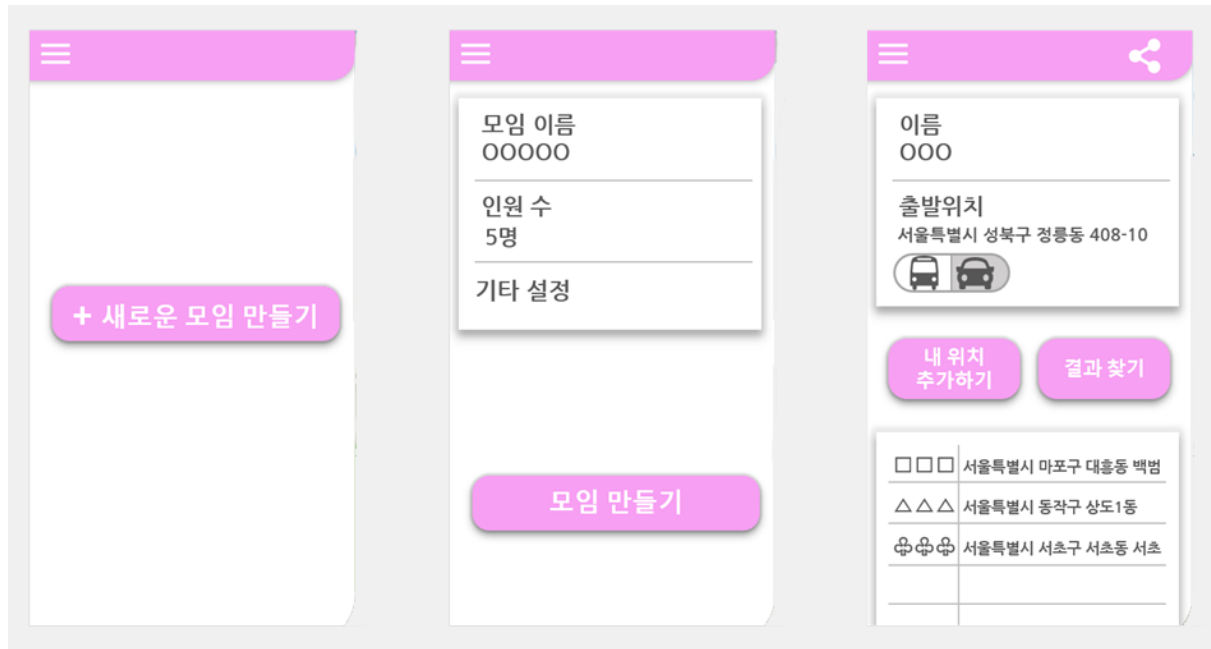 + 새로운 모임 만들기
모임 이름
OOOOO
인원 수
5명
기타 설정
모임 만들기
이름
OOO
출발위치
서울특별시 성북구 정릉동 408-10
내 위치
추가하기
결과 찾기
□□□ 서울특별시 마포구 대흥동 백범
△△△ 서울특별시 동작구 상도1동
♧♧♧ 서울특별시 서초구 서초동 서초